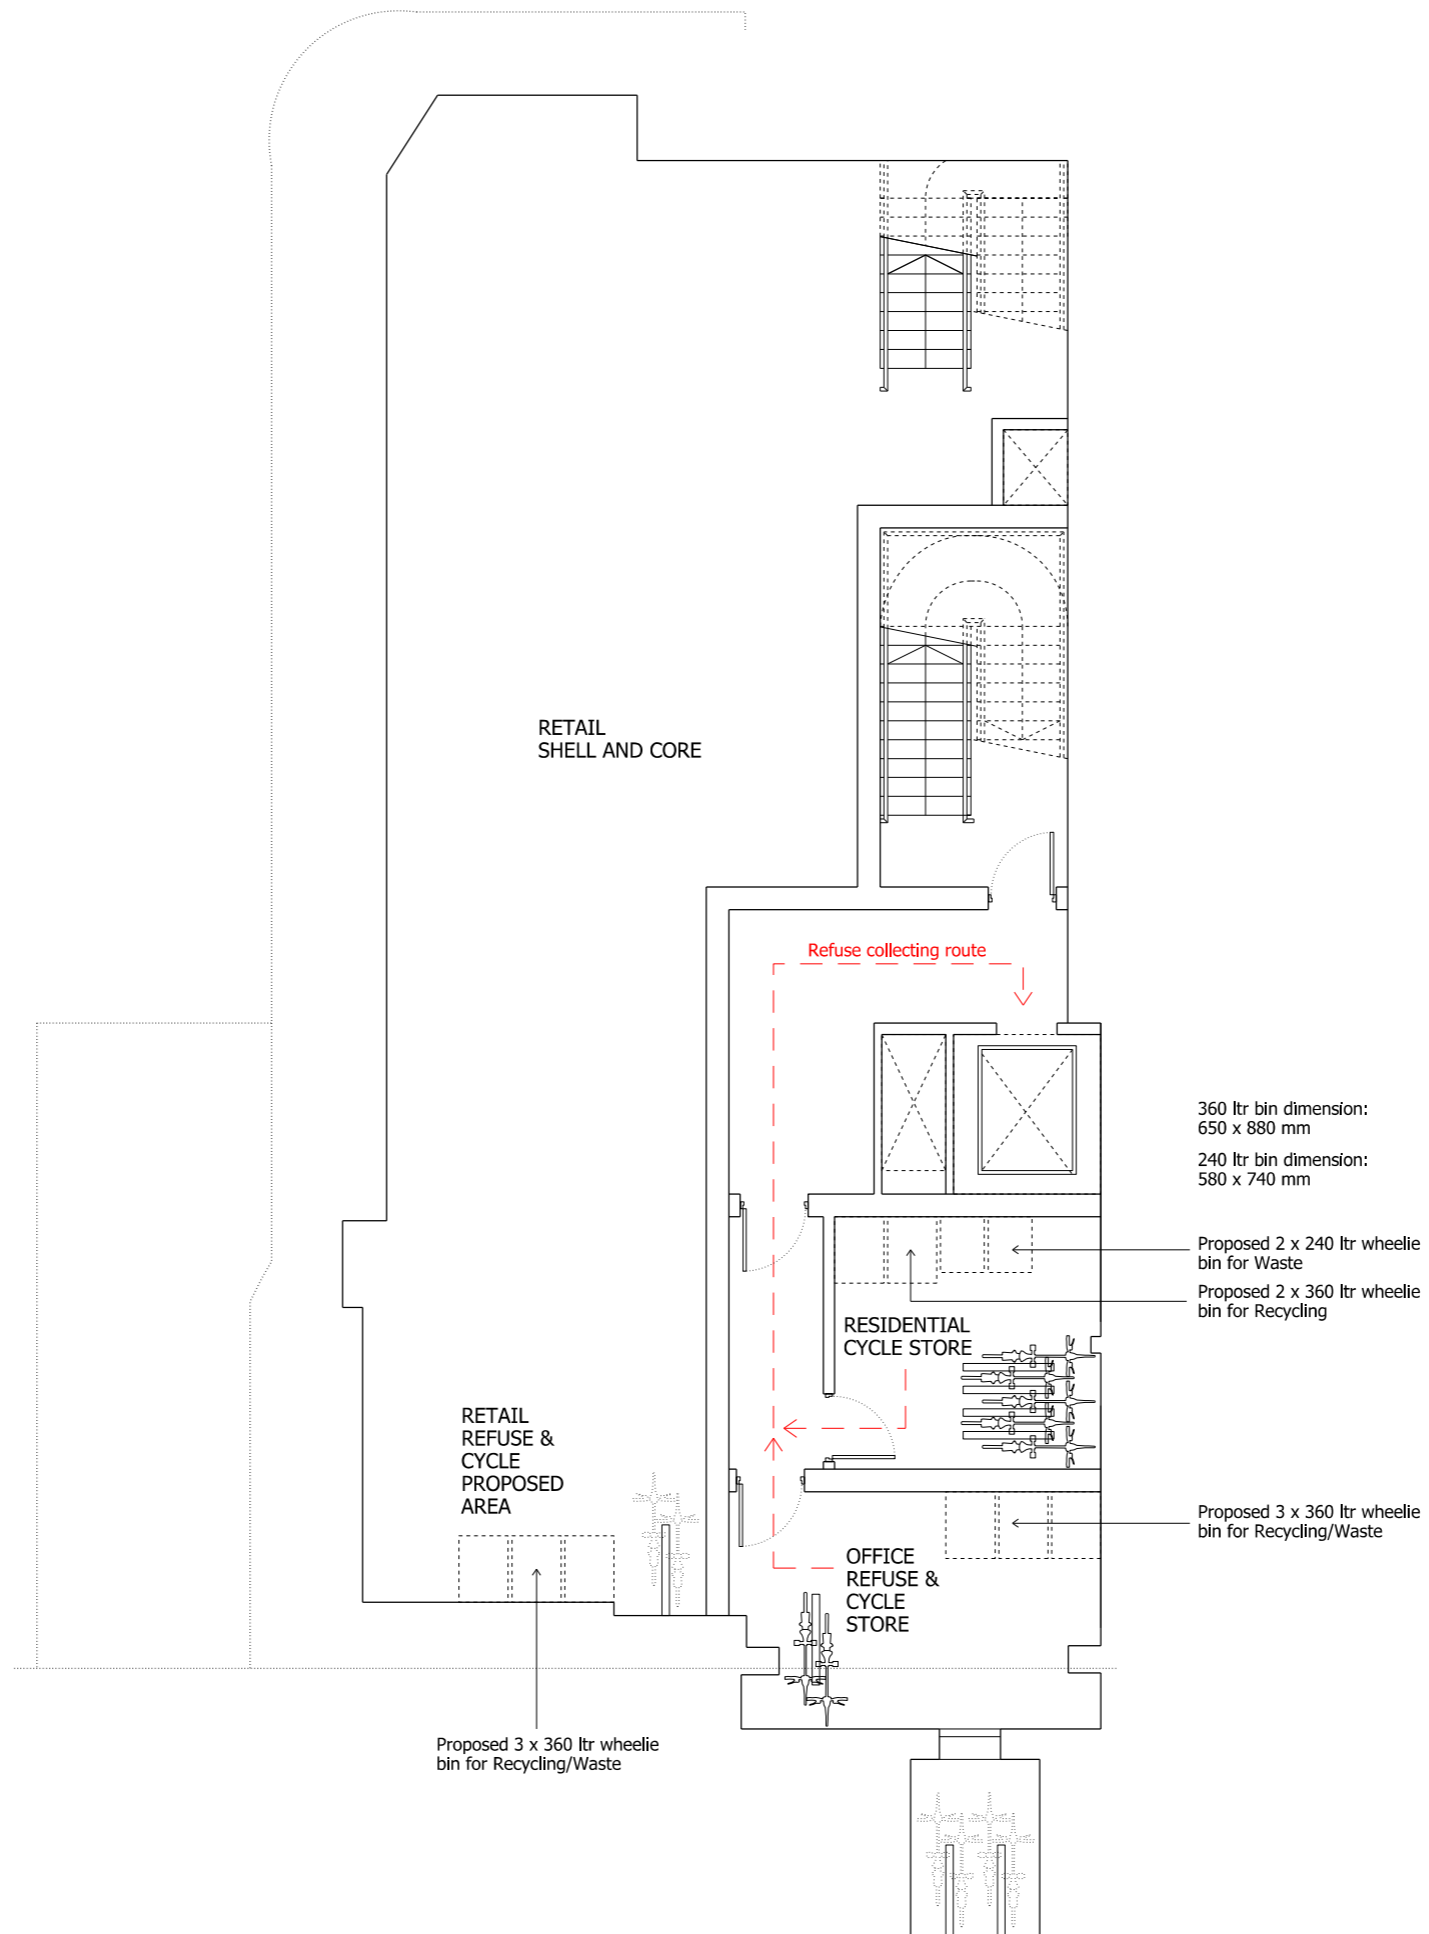 RETAIL
SHELL AND CORE
Refuse collecting route
360 ltr bin dimension:
650 x 880 mm
240 ltr bin dimension:
580 x 740 mm
Proposed 2 x 240 ltr wheelie
bin for Waste
Proposed 2 x 360 ltr wheelie
bin for Recycling
RESIDENTIAL
CYCLE STORE
RETAIL
REFUSE &
CYCLE
PROPOSED
AREA
Proposed 3 x 360 ltr wheelie
bin for Recycling/Waste
OFFICE
REFUSE &
CYCLE
STORE
Proposed 3 x 360 ltr wheelie
bin for Recycling/Waste